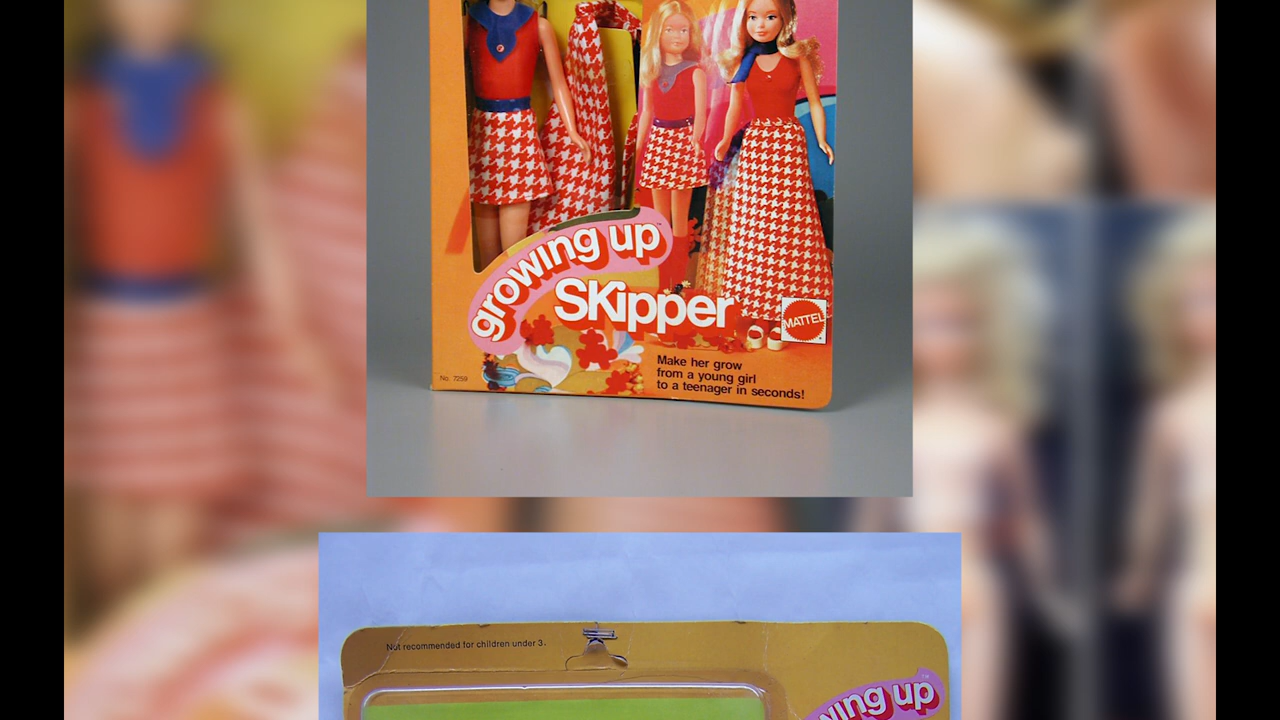 growing up
Skipper
MATTEL
No. 7259
Make her grow
from a young girl
to a teenager in seconds!
Not recommended for children under 3.
wing up